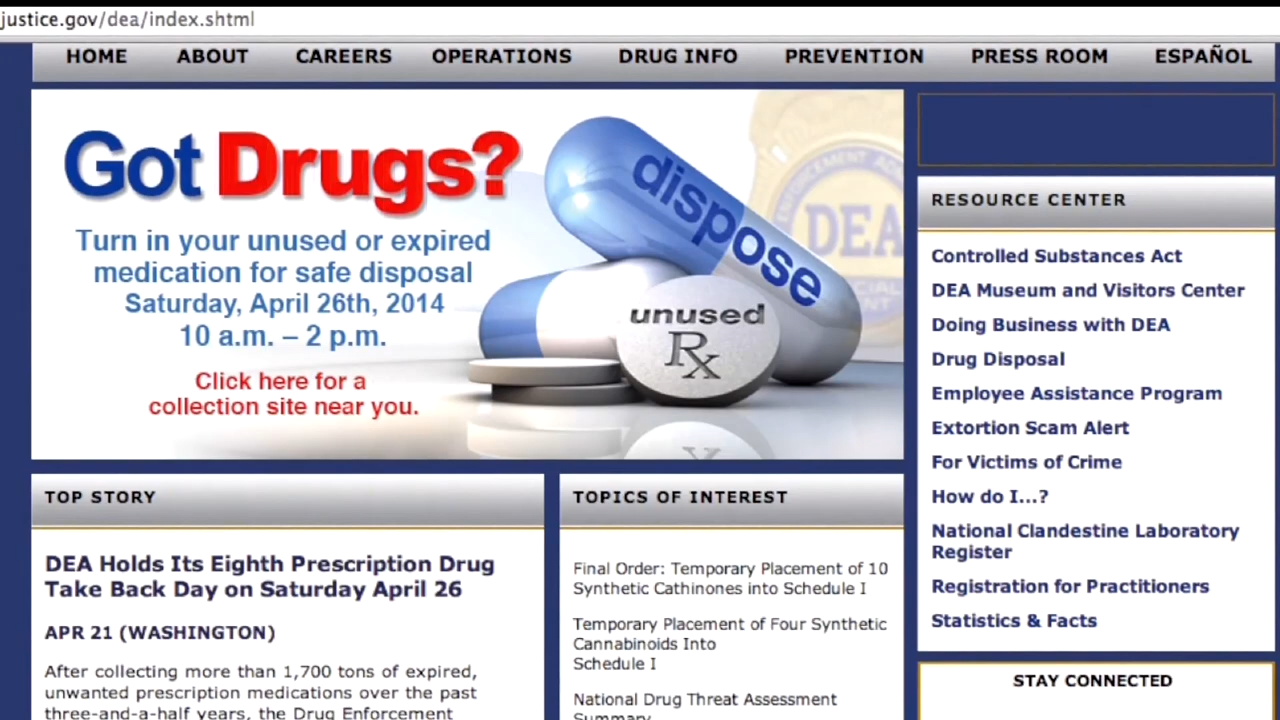 justice.gov/dea/index.shtml
HOME ABOUT CAREERS OPERATIONS DRUG INFO PREVENTION PRESS ROOM ESPAÑOL
Got Drugs?
Turn in your unused or expired
medication for safe disposal
Saturday, April 26th, 2014
10 a.m. – 2 p.m.
Click here for a
collection site near you.
dispose
unused
Rx
DEA
RESOURCE CENTER
Controlled Substances Act
DEA Museum and Visitors Center
Doing Business with DEA
Drug Disposal
Employee Assistance Program
Extortion Scam Alert
For Victims of Crime
How do I...?
National Clandestine Laboratory
Register
Registration for Practitioners
Statistics & Facts
STAY CONNECTED
TOP STORY
DEA Holds Its Eighth Prescription Drug
Take Back Day on Saturday April 26
APR 21 (WASHINGTON)
After collecting more than 1,700 tons of expired,
unwanted prescription medications over the past
three-and-a-half years, the Drug Enforcement
TOPICS OF INTEREST
Final Order: Temporary Placement of 10
Synthetic Cathinones into Schedule I
Temporary Placement of Four Synthetic
Cannabinoids Into
Schedule I
National Drug Threat Assessment
Summary